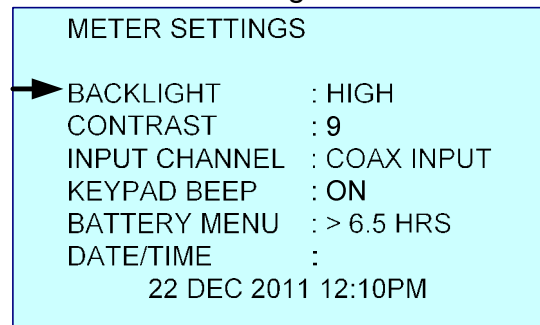 METER SETTINGS
BACKLIGHT : HIGH
CONTRAST : 9
INPUT CHANNEL : COAX INPUT
KEYPAD BEEP : ON
BATTERY MENU : > 6.5 HRS
DATE/TIME :
22 DEC 2011 12:10PM